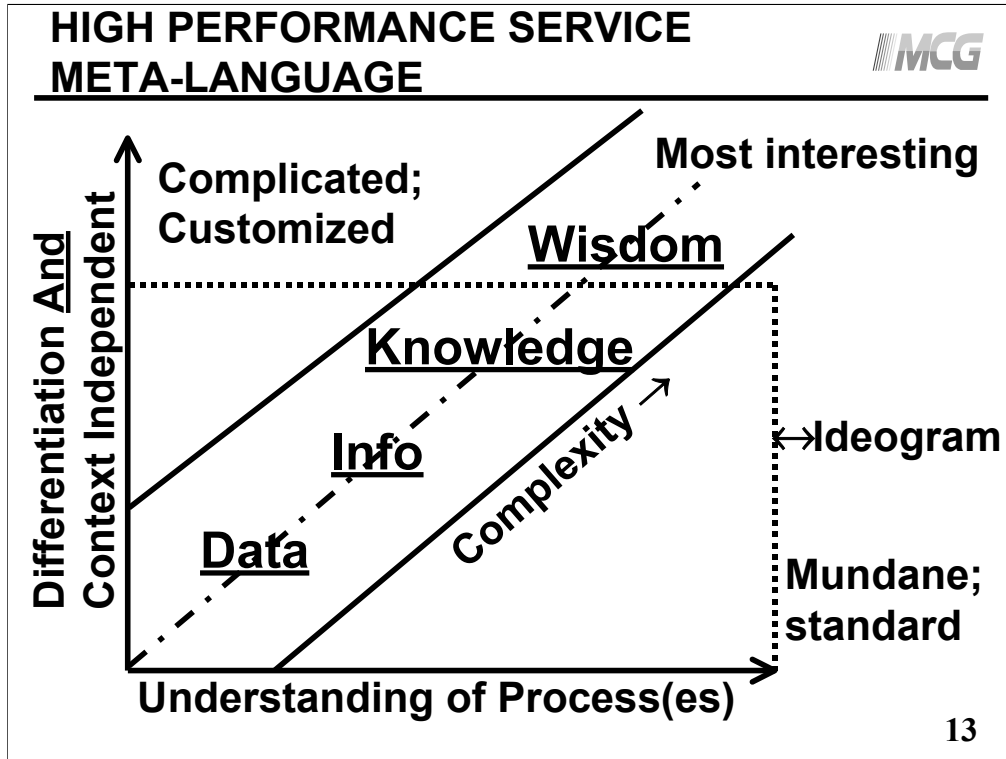 HIGH PERFORMANCE SERVICE
META-LANGUAGE
MCG
Differentiation And
Context Independent
Complicated;
Customized
Most interesting
Wisdom
Knowledge
Info
Data
Complexity →
↔Ideogram
Mundane;
standard
Understanding of Process(es)
13